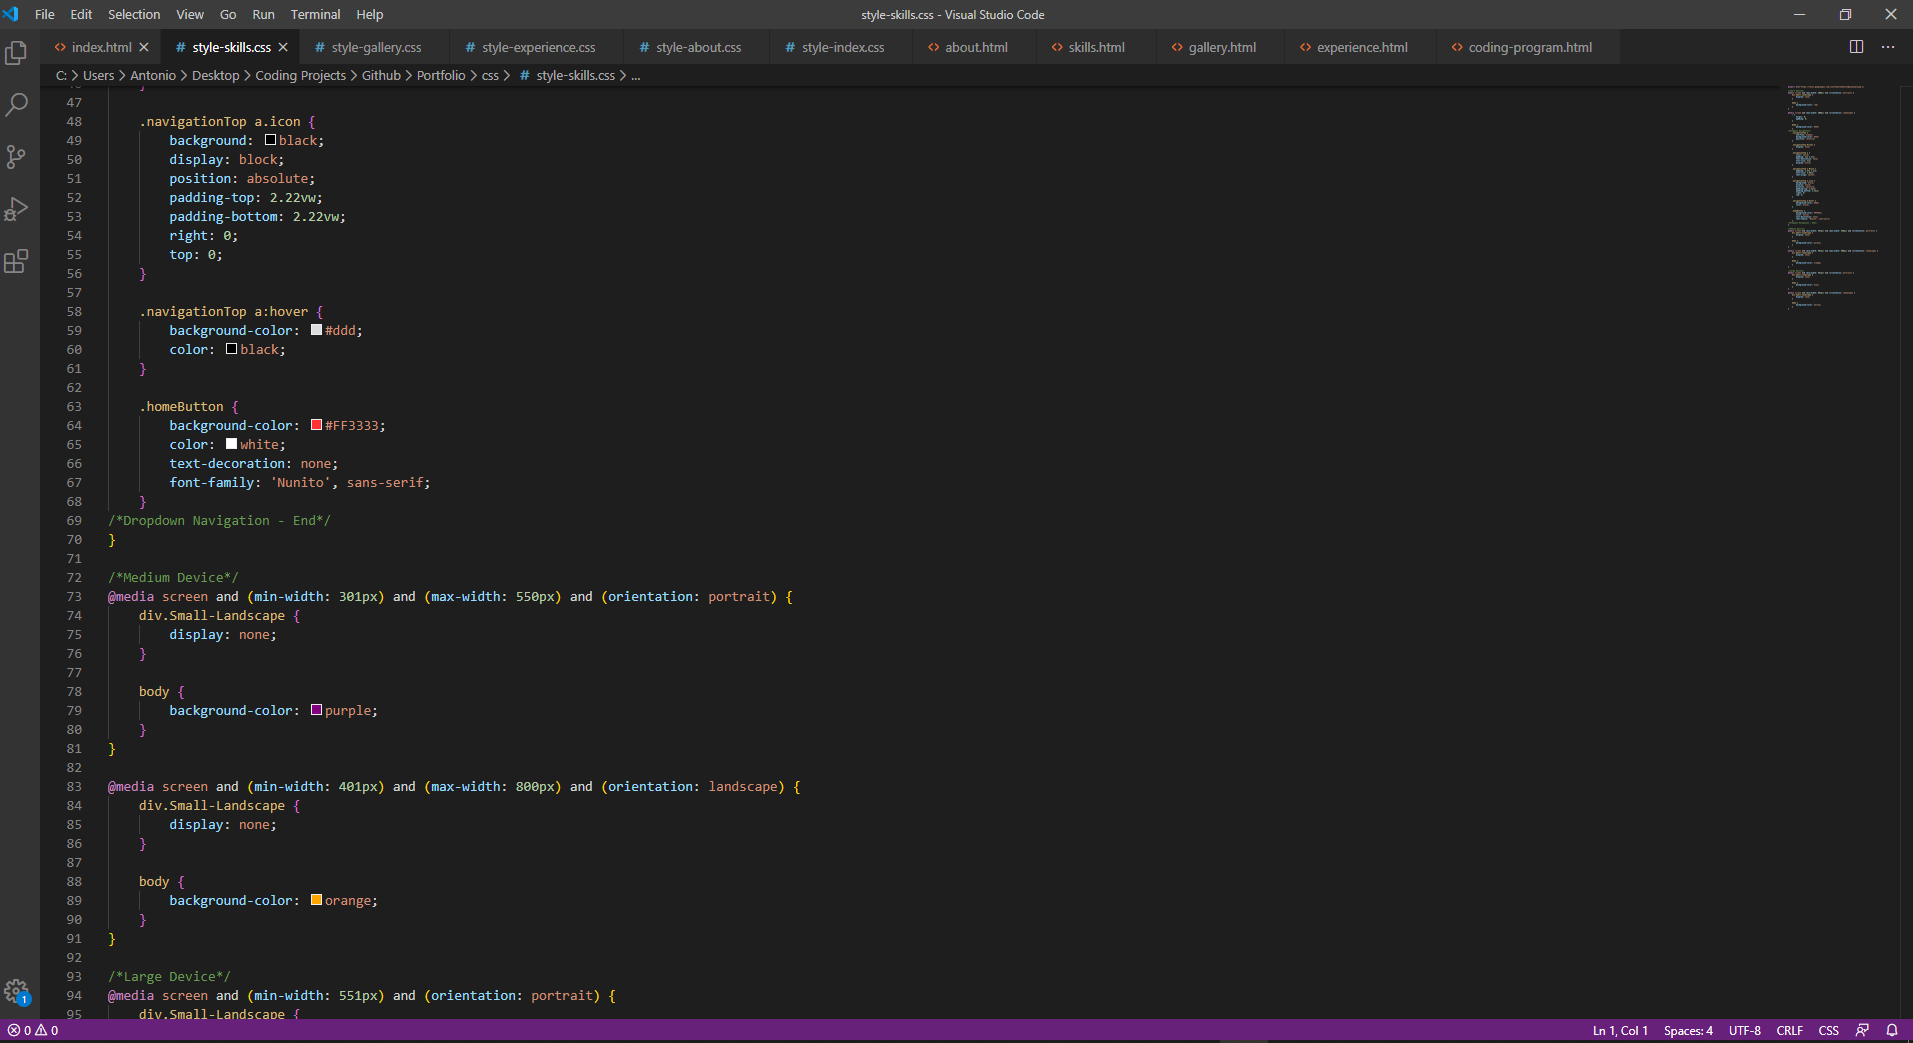 File Edit Selection View Go Run Terminal Help
style-skills.css - Visual Studio Code
index.html
style-skills.css
style-gallery.css
style-experience.css
style-about.css
style-index.css
about.html
skills.html
gallery.html
experience.html
coding-program.html
C: > Users > Antonio > Desktop > Coding Projects > Github > Portfolio > css > # style-skills.css > ...
47
48 .navigationTop a.icon {
49 background: black;
50 display: block;
51 position: absolute;
52 padding-top: 2.22vw;
53 padding-bottom: 2.22vw;
54 right: 0;
55 top: 0;
56 }
57
58 .navigationTop a:hover {
59 background-color: #ddd;
60 color: black;
61 }
62
63 .homeButton {
64 background-color: #FF3333;
65 color: white;
66 text-decoration: none;
67 font-family: 'Nunito', sans-serif;
68 }
69 /*Dropdown Navigation - End*/
70 }
71
72 /*Medium Device*/
73 @media screen and (min-width: 301px) and (max-width: 550px) and (orientation: portrait) {
74 div.Small-Landscape {
75 display: none;
76 }
77
78 body {
79 background-color: purple;
80 }
81 }
82
83 @media screen and (min-width: 401px) and (max-width: 800px) and (orientation: landscape) {
84 div.Small-Landscape {
85 display: none;
86 }
87
88 body {
89 background-color: orange;
90 }
91 }
92
93 /*Large Device*/
94 @media screen and (min-width: 551px) and (orientation: portrait) {
95 div.Small-Landscape {
1
0 0
Ln 1, Col 1 Spaces: 4 UTF-8 CRLF CSS